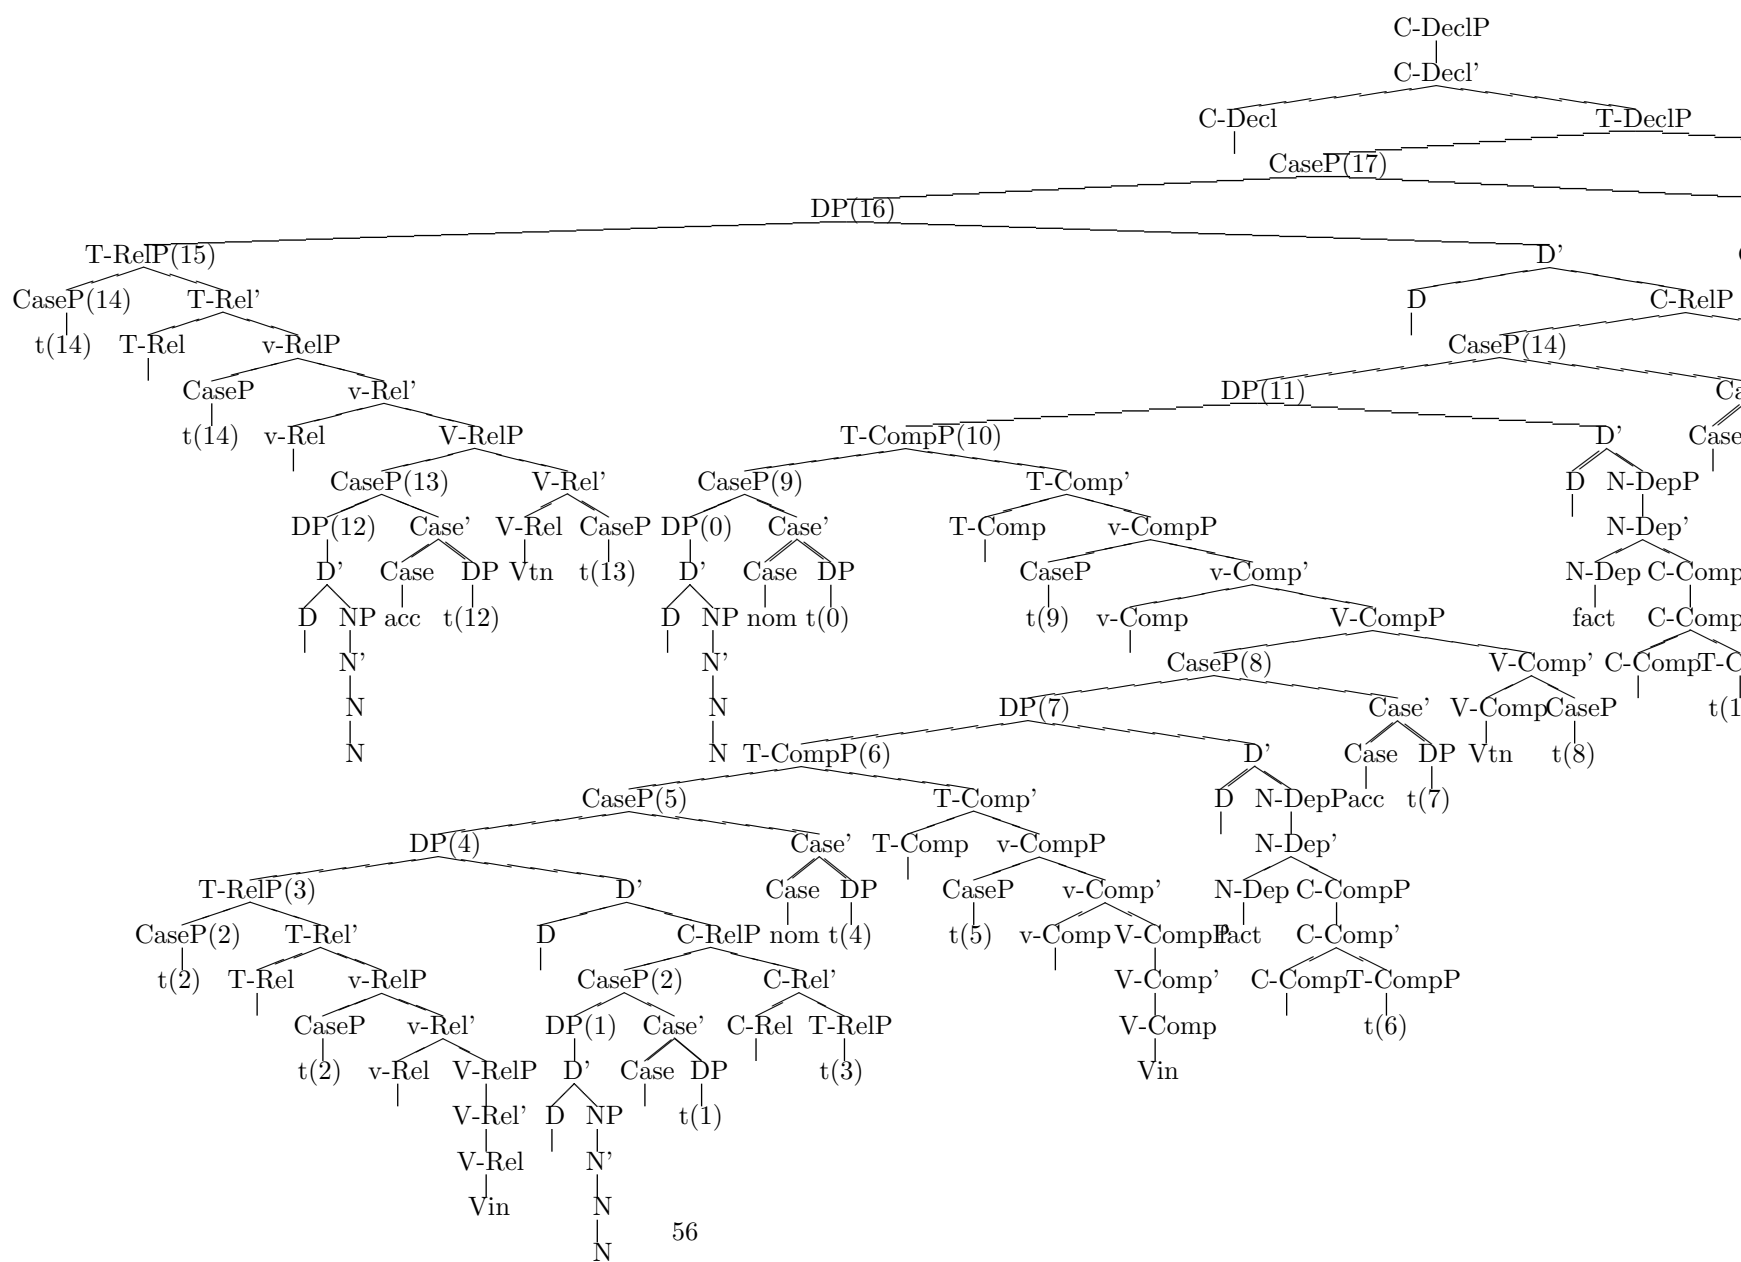 C-DeclP
C-Decl'
C-Decl T-DeclP
CaseP(17)
DP(16)
T-RelP(15) D'
CaseP(14) T-Rel' D C-RelP
t(14) T-Rel v-RelP CaseP(14)
CaseP v-Rel' DP(11) Ca
t(14) v-Rel V-RelP T-CompP(10) D' Case
CaseP(13) V-Rel' CaseP(9) T-Comp' D N-DepP
DP(12) Case' V-Rel CaseP DP(0) Case' T-Comp v-CompP N-Dep'
D' Case DP Vtn t(13) D' Case DP CaseP v-Comp' N-Dep C-Comp
D NP acc t(12) D NP nom t(0) t(9) v-Comp V-CompP fact C-Comp
N' N' CaseP(8) V-Comp' C-Comp T-C
N N DP(7) Case' V-Comp CaseP t(1
N N T-CompP(6) D' Case DP Vtn t(8)
CaseP(5) T-Comp' D N-DepP acc t(7)
DP(4) Case' T-Comp v-CompP N-Dep'
T-RelP(3) D' Case DP CaseP v-Comp' N-Dep C-CompP
CaseP(2) T-Rel' D C-RelP nom t(4) t(5) v-Comp V-CompP fact C-Comp'
t(2) T-Rel v-RelP CaseP(2) C-Rel' V-Comp' C-Comp T-CompP
CaseP v-Rel' DP(1) Case' C-Rel T-RelP V-Comp t(6)
t(2) v-Rel V-RelP D' Case DP t(3) Vin
V-Rel' D NP t(1)
V-Rel N'
Vin N
56
N